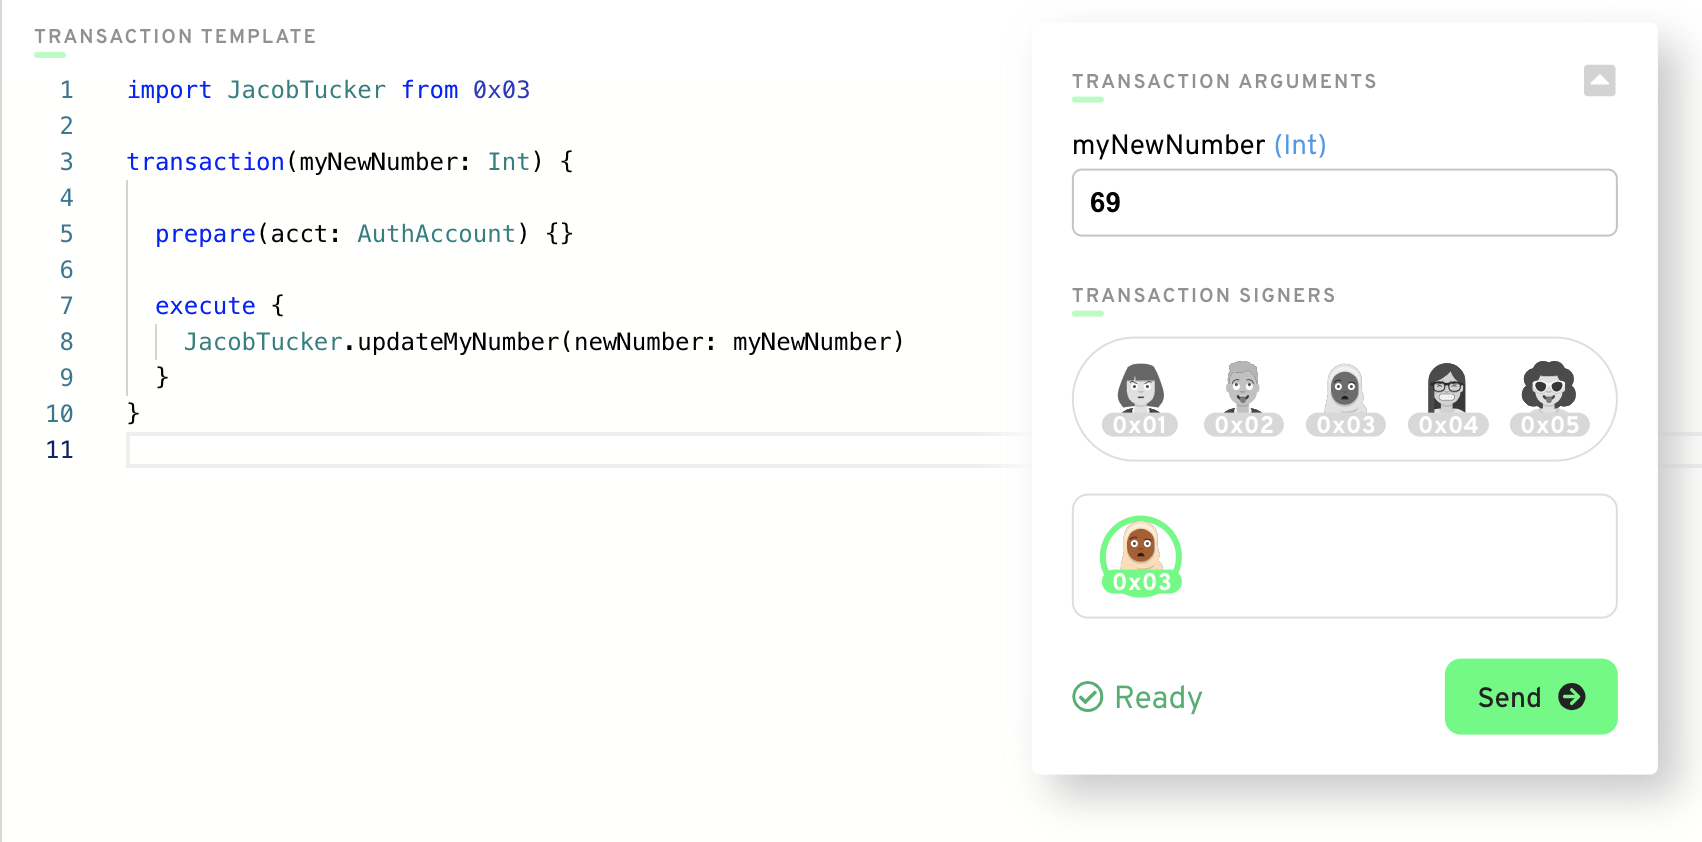 TRANSACTION TEMPLATE
1 import JacobTucker from 0x03
2
3 transaction(myNewNumber: Int) {
4
5 prepare(acct: AuthAccount) {}
6
7 execute {
8 JacobTucker.updateMyNumber(newNumber: myNewNumber)
9 }
10 }
11
TRANSACTION ARGUMENTS
myNewNumber (Int)
69
TRANSACTION SIGNERS
0x01 0x02 0x03 0x04 0x05
0x03
Ready Send